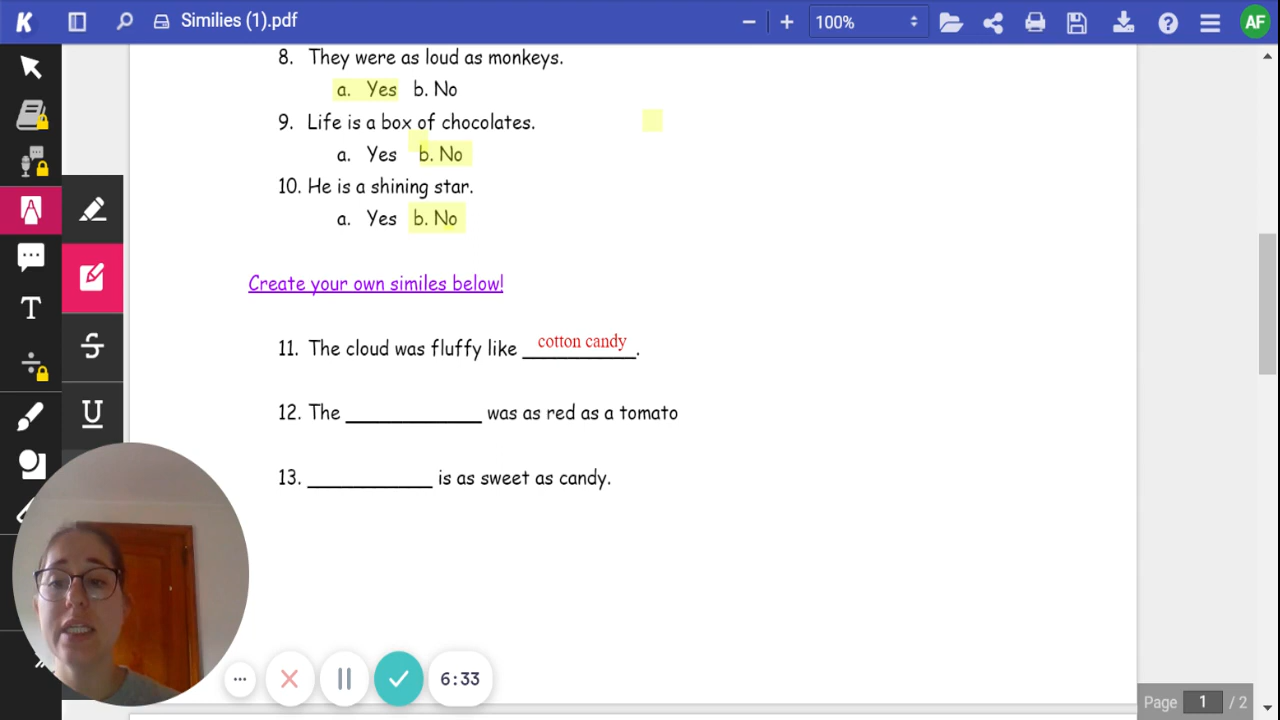 K Similies (1).pdf 100% AF
8. They were as loud as monkeys.
a. Yes b. No
9. Life is a box of chocolates.
a. Yes b. No
10. He is a shining star.
a. Yes b. No
Create your own similes below!
11. The cloud was fluffy like cotton candy.
12. The ____________ was as red as a tomato
13. ___________ is as sweet as candy.
6:33
Page 1 / 2